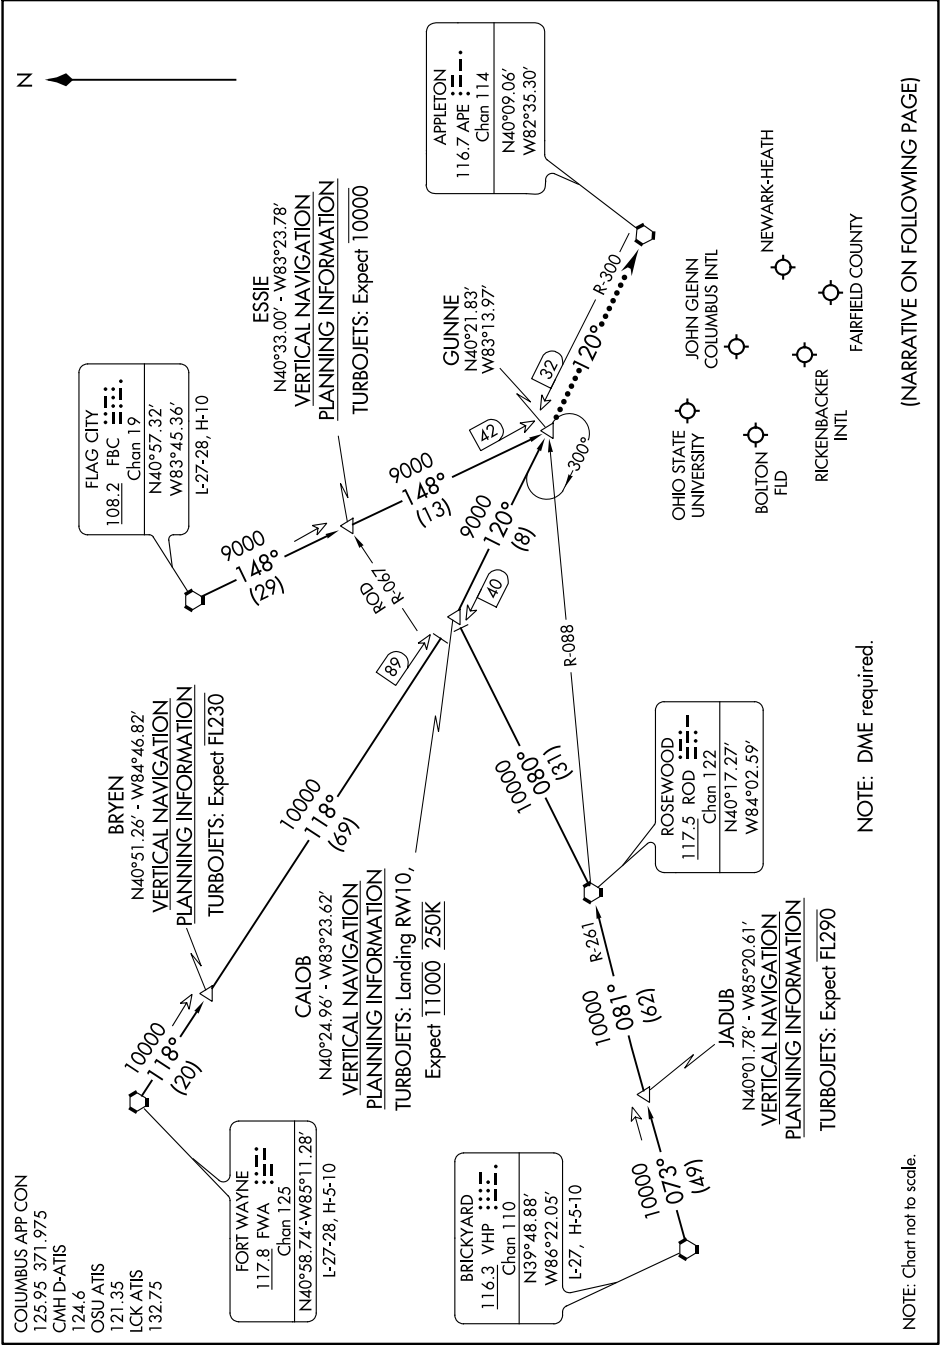 COLUMBUS APP CON
125.95 371.975
CMH D-ATIS
124.6
OSU ATIS
121.35
LCK ATIS
132.75
FORT WAYNE
117.8 FWA
Chan 125
N40°58.74'-W85°11.28'
L-27-28, H-5-10
10000
118°
(20)
BRYEN
N40°51.26' - W84°46.82'
VERTICAL NAVIGATION
PLANNING INFORMATION
TURBOJETS: Expect FL230
10000
118°
(69)
89
FLAG CITY
108.2 FBC
Chan 19
N40°57.32'
W83°45.36'
L-27-28, H-10
9000
148°
(29)
ROD
R-067
ESSIE
N40°33.00' - W83°23.78'
VERTICAL NAVIGATION
PLANNING INFORMATION
TURBOJETS: Expect 10000
9000
148°
(13)
42
N
CALOB
N40°24.96' - W83°23.62'
VERTICAL NAVIGATION
PLANNING INFORMATION
TURBOJETS: Landing RW10,
Expect 11000 250K
40
9000
120°
(8)
GUNNE
N40°21.83'
W83°13.97'
300°
32
R-300
120°
APPLETON
116.7 APE
Chan 114
N40°09.06'
W82°35.30'
BRICKYARD
116.3 VHP
Chan 110
N39°48.88'
W86°22.05'
L-27, H-5-10
10000
073°
(49)
JADUB
N40°01.78' - W85°20.61'
VERTICAL NAVIGATION
PLANNING INFORMATION
TURBOJETS: Expect FL290
10000
081°
(62)
R-261
ROSEWOOD
117.5 ROD
Chan 122
N40°17.27'
W84°02.59'
10000
080°
(31)
R-088
OHIO STATE
UNIVERSITY
JOHN GLENN
COLUMBUS INTL
NEWARK-HEATH
BOLTON
FLD
RICKENBACKER
INTL
FAIRFIELD COUNTY
NOTE: DME required.
NOTE: Chart not to scale.
(NARRATIVE ON FOLLOWING PAGE)